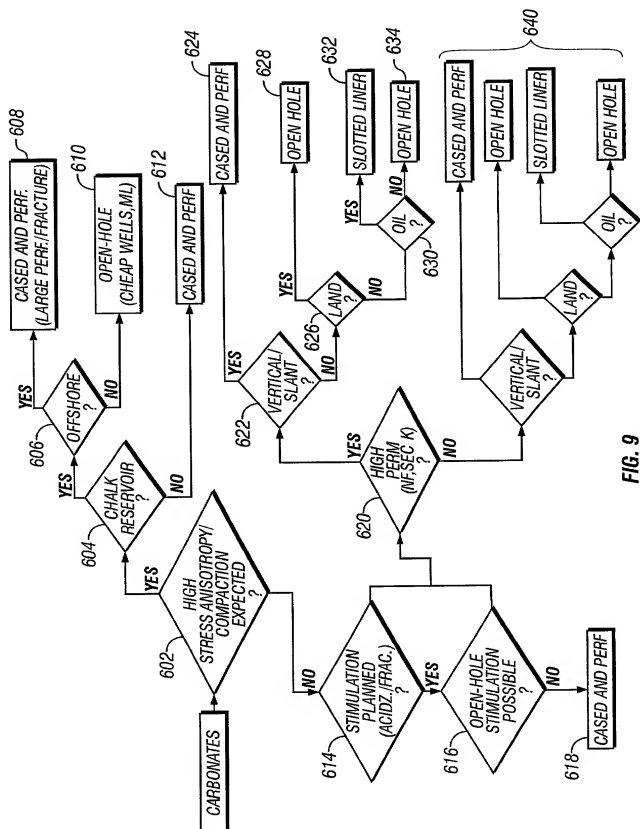 CARBONATES
602
HIGH
STRESS ANISOTROPY/
COMPACTION
EXPECTED
?
YES
NO
604
CHALK
RESERVOIR
?
YES
NO
606
OFFSHORE
?
YES
NO
608
CASED AND PERF.
(LARGE PERF./FRACTURE)
610
OPEN-HOLE
(CHEAP WELLS,ML)
612
CASED AND PERF
614
STIMULATION
PLANNED
(ACIDZ./FRAC.)
?
YES
616
OPEN-HOLE
STIMULATION
POSSIBLE
?
NO
618
CASED AND PERF
620
HIGH
PERM
(NF,SEC K)
?
YES
NO
622
VERTICAL/
SLANT
?
YES
NO
624
CASED AND PERF
626
LAND
?
YES
NO
628
OPEN HOLE
630
OIL
?
YES
NO
632
SLOTTED LINER
634
OPEN HOLE
VERTICAL/
SLANT
?
LAND
?
OIL
?
CASED AND PERF
OPEN HOLE
SLOTTED LINER
OPEN HOLE
640
FIG. 9